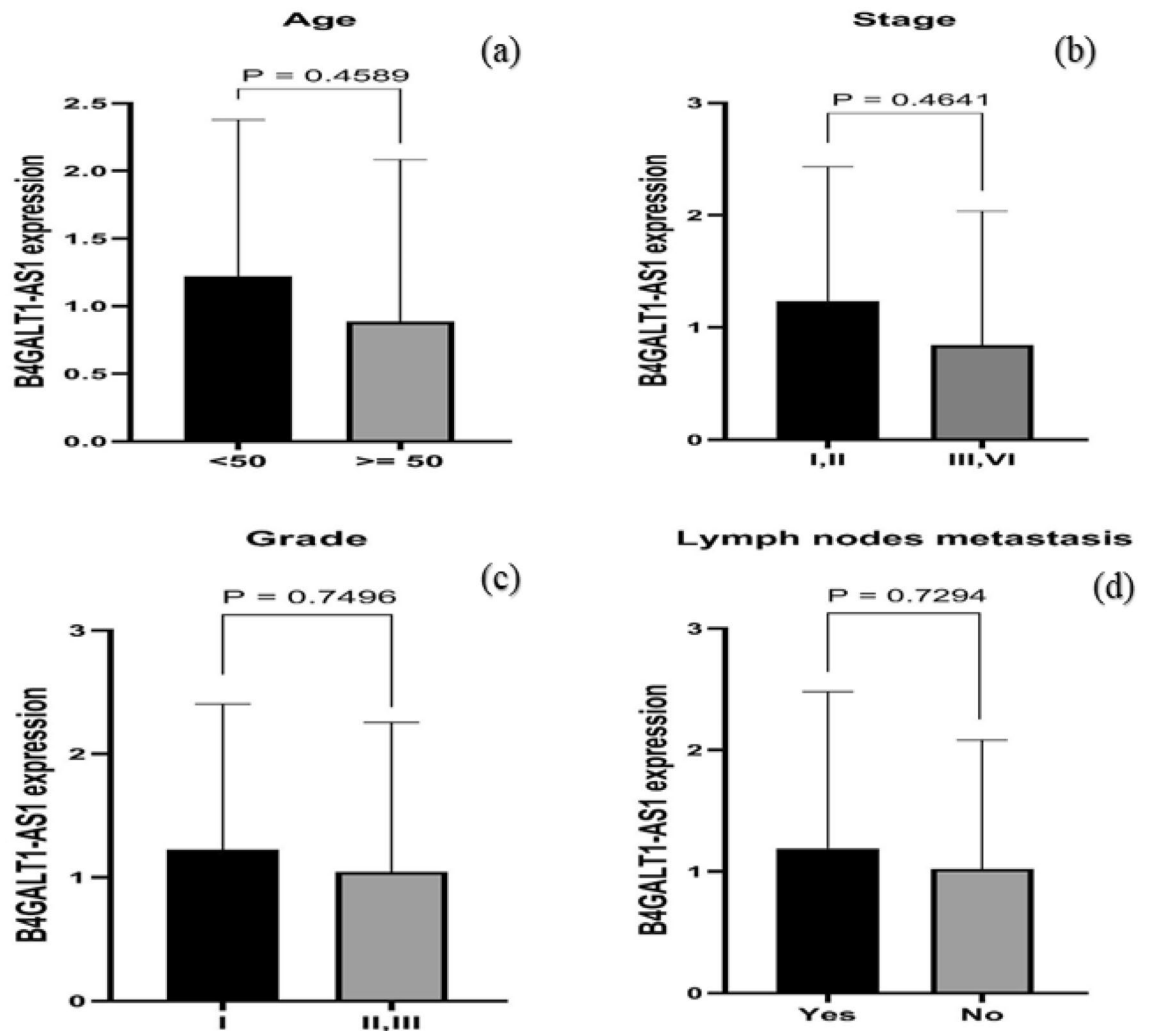 Age
(a)
P = 0.4589
B4GALT1-AS1 expression
2.5
2.0
1.5
1.0
0.5
0.0
<50
>= 50
Stage
(b)
P = 0.4641
B4GALT1-AS1 expression
3
2
1
0
I,II
III,VI
Grade
(c)
P = 0.7496
B4GALT1-AS1 expression
3
2
1
0
i
II,III
Lymph nodes metastasis
(d)
P = 0.7294
B4GALT1-AS1 expression
3
2
1
0
Yes
No